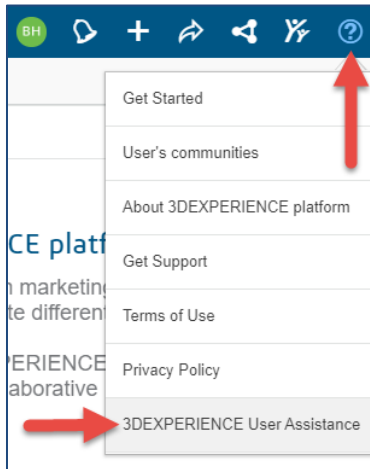 BH
Get Started
User's communities
About 3DEXPERIENCE platform
CE platf
Get Support
n marketing
te different
Terms of Use
PERIENCE
Privacy Policy
aborative
3DEXPERIENCE User Assistance